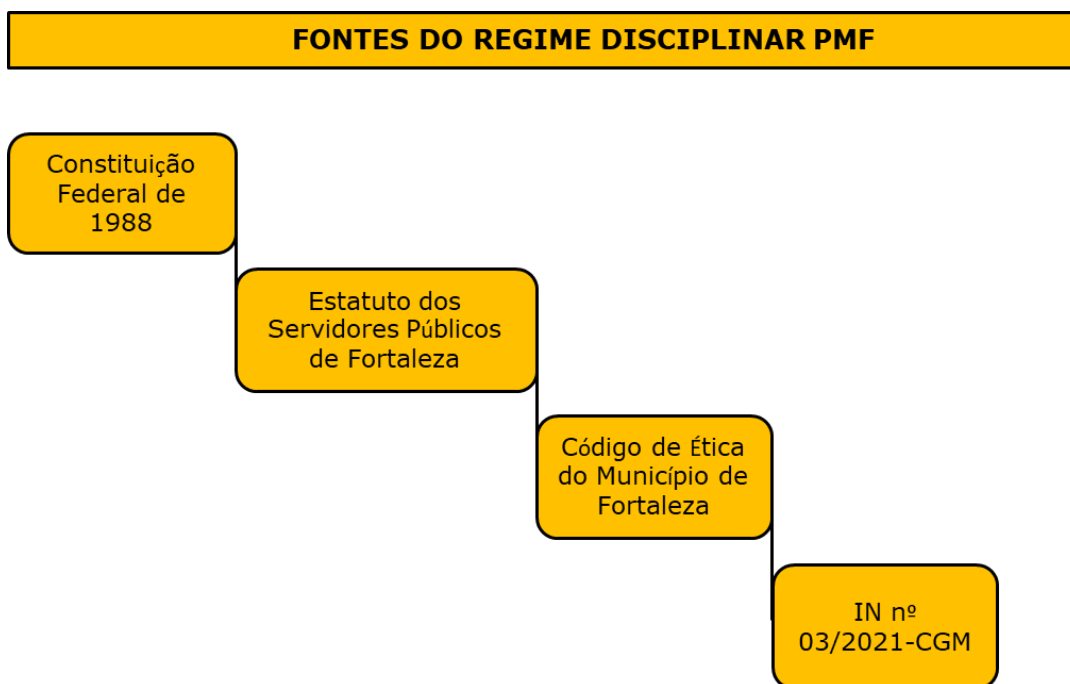 FONTES DO REGIME DISCIPLINAR PMF
Constituição
Federal de
1988
Estatuto dos
Servidores Públicos
de Fortaleza
Código de Ética
do Município de
Fortaleza
IN nº
03/2021-CGM